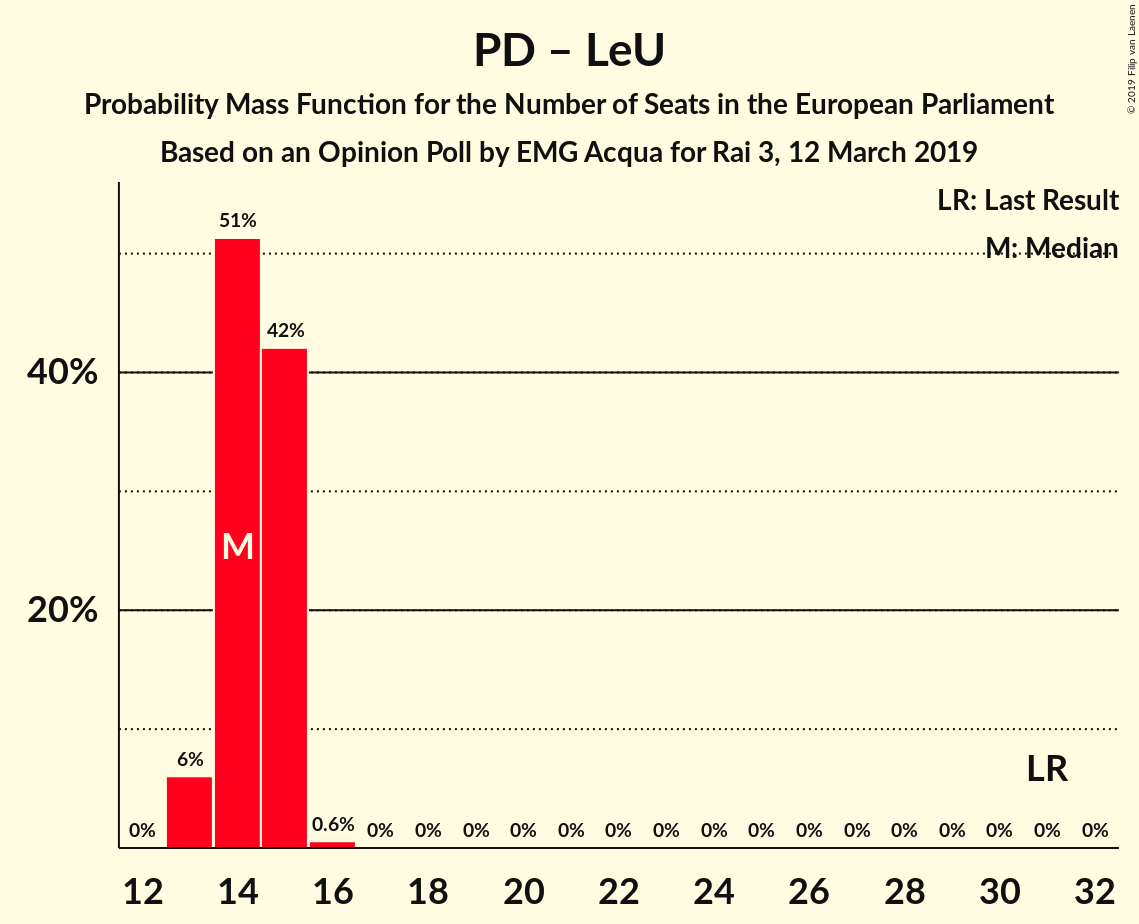 PD – LeU
Probability Mass Function for the Number of Seats in the European Parliament
Based on an Opinion Poll by EMG Acqua for Rai 3, 12 March 2019
© 2019 Filip van Laenen
LR: Last Result
M: Median
51%
42%
40%
20%
M
6%
LR
0%
0.6%
0% 0% 0% 0% 0% 0% 0% 0% 0% 0% 0% 0% 0% 0% 0% 0%
12 14 16 18 20 22 24 26 28 30 32